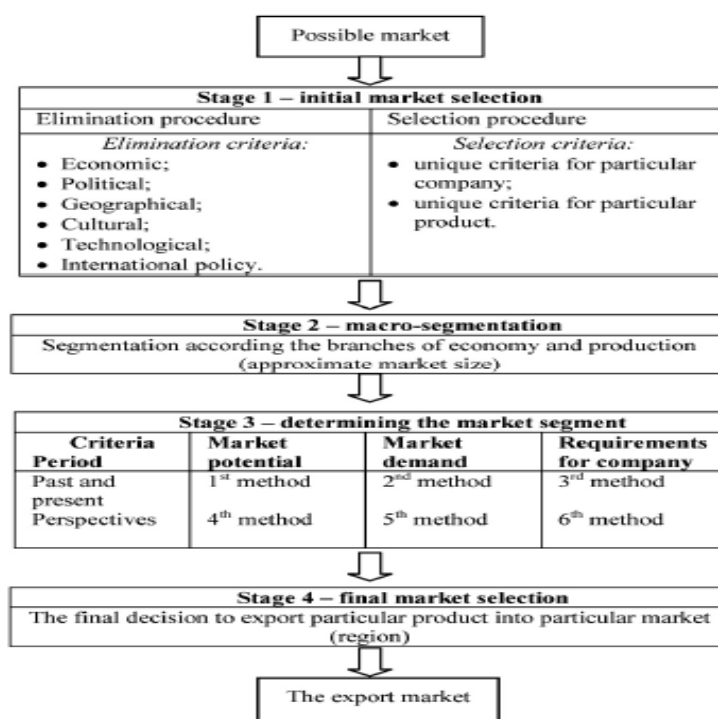 Possible market
Stage 1 – initial market selection
Elimination procedure
Elimination criteria:
• Economic;
• Political;
• Geographical;
• Cultural;
• Technological;
• International policy.
Selection procedure
Selection criteria:
• unique criteria for particular
company;
• unique criteria for particular
product.
Stage 2 – macro-segmentation
Segmentation according the branches of economy and production
(approximate market size)
Stage 3 – determining the market segment
Criteria Market Market Requirements
Period potential demand for company
Past and 1st method 2nd method 3rd method
present
Perspectives 4th method 5th method 6th method
Stage 4 – final market selection
The final decision to export particular product into particular market
(region)
The export market